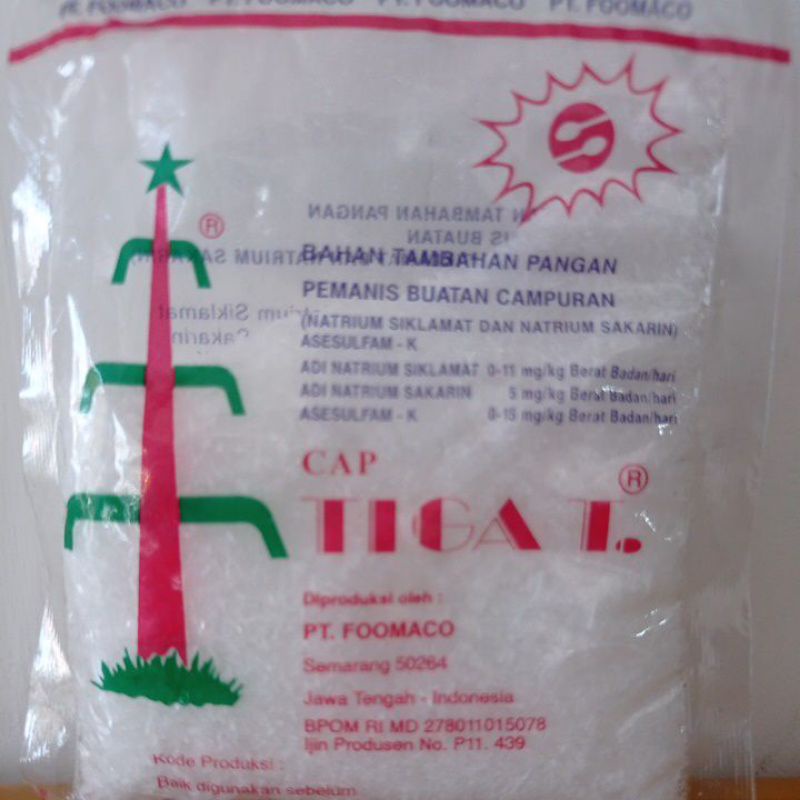 PT. FOOMACO PT. FOOMACO PT. FOOMACO PT. FOOMACO
BAHAN TAMBAHAN PANGAN
PEMANIS BUATAN CAMPURAN
(NATRIUM SIKLAMAT DAN NATRIUM SAKARIN)
ASESULFAM - K
ADI NATRIUM SIKLAMAT 0-11 mg/kg Berat Badan/hari
ADI NATRIUM SAKARIN 5 mg/kg Berat Badan/hari
ASESULFAM - K 0-15 mg/kg Berat Badan/hari
CAP
TIGA T. ®
Diproduksi oleh :
PT. FOOMACO
Semarang 50264
Jawa Tengah - Indonesia
BPOM RI MD 278011015078
Ijin Produsen No. P11. 439
Kode Produksi :
Baik digunakan sebelum
®